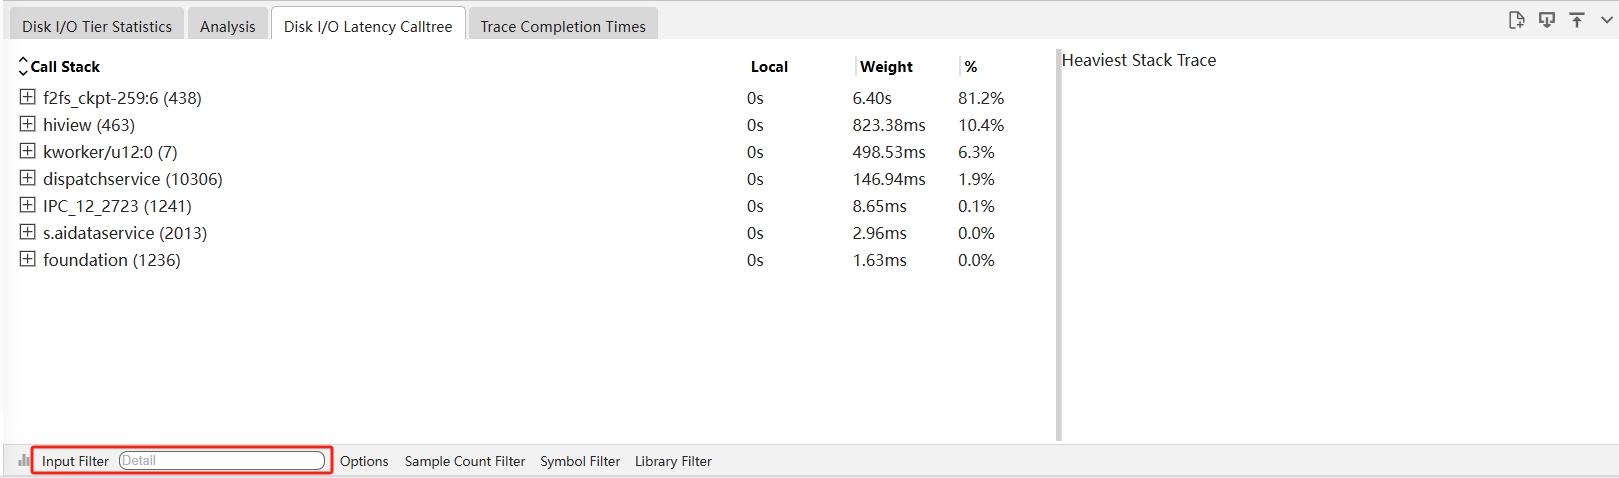 Disk I/O Tier Statistics Analysis Disk I/O Latency Calltree Trace Completion Times
Call Stack Local Weight % Heaviest Stack Trace
f2fs_ckpt-259:6 (438) 0s 6.40s 81.2%
hiview (463) 0s 823.38ms 10.4%
kworker/u12:0 (7) 0s 498.53ms 6.3%
dispatchservice (10306) 0s 146.94ms 1.9%
IPC_12_2723 (1241) 0s 8.65ms 0.1%
s.aidataservice (2013) 0s 2.96ms 0.0%
foundation (1236) 0s 1.63ms 0.0%
Input Filter Detail Options Sample Count Filter Symbol Filter Library Filter